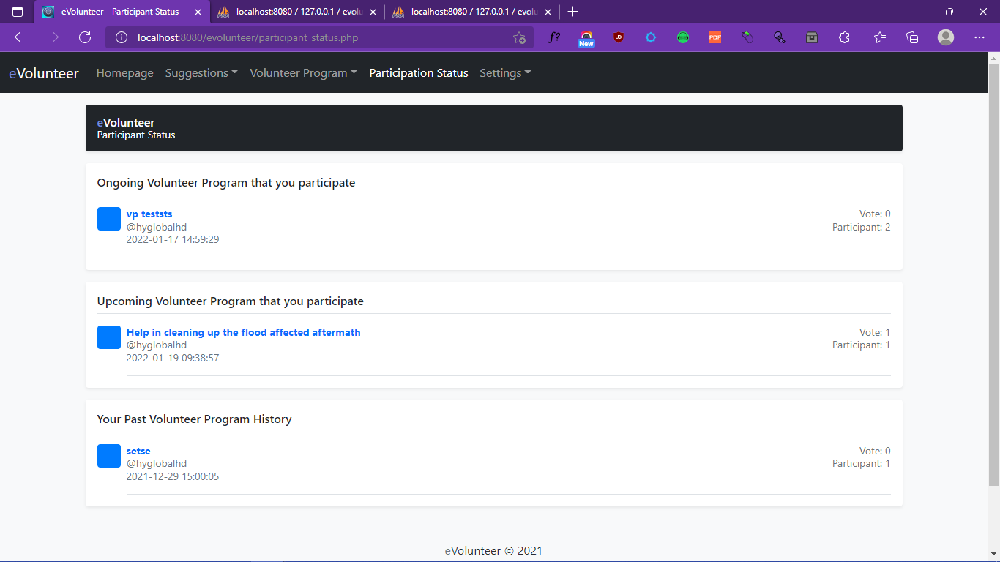 eVolunteer - Participant Status
localhost:8080 / 127.0.0.1 / evolu
localhost:8080 / 127.0.0.1 / evolu
localhost:8080/evolunteer/participant_status.php
f?
New
UD
PDF
eVolunteer
Homepage
Suggestions
Volunteer Program
Participation Status
Settings
eVolunteer
Participant Status
Ongoing Volunteer Program that you participate
vp teststs
Vote: 0
@hyglobalhd
Participant: 2
2022-01-17 14:59:29
Upcoming Volunteer Program that you participate
Help in cleaning up the flood affected aftermath
Vote: 1
@hyglobalhd
Participant: 1
2022-01-19 09:38:57
Your Past Volunteer Program History
setse
Vote: 0
@hyglobalhd
Participant: 1
2021-12-29 15:00:05
eVolunteer © 2021